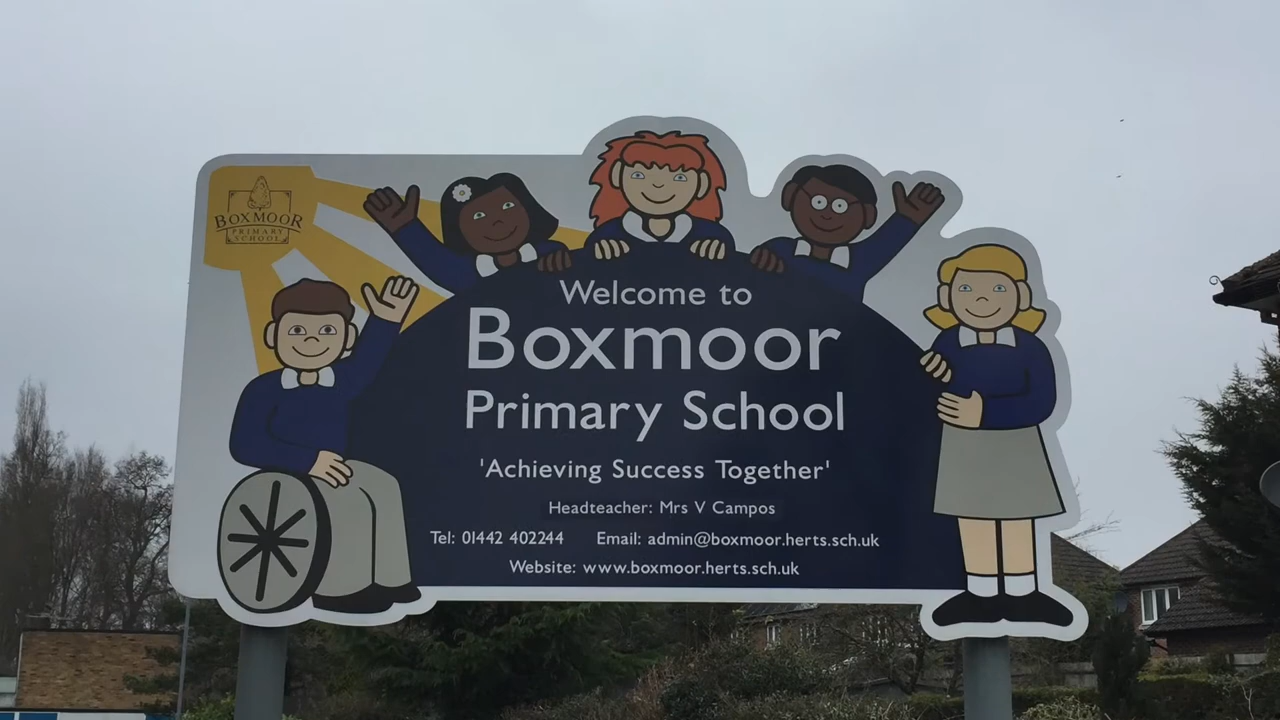 BOXMOOR
PRIMARY
SCHOOL
Welcome to
Boxmoor
Primary School
'Achieving Success Together'
Headteacher: Mrs V Campos
Tel: 01442 402244 Email: admin@boxmoor.herts.sch.uk
Website: www.boxmoor.herts.sch.uk